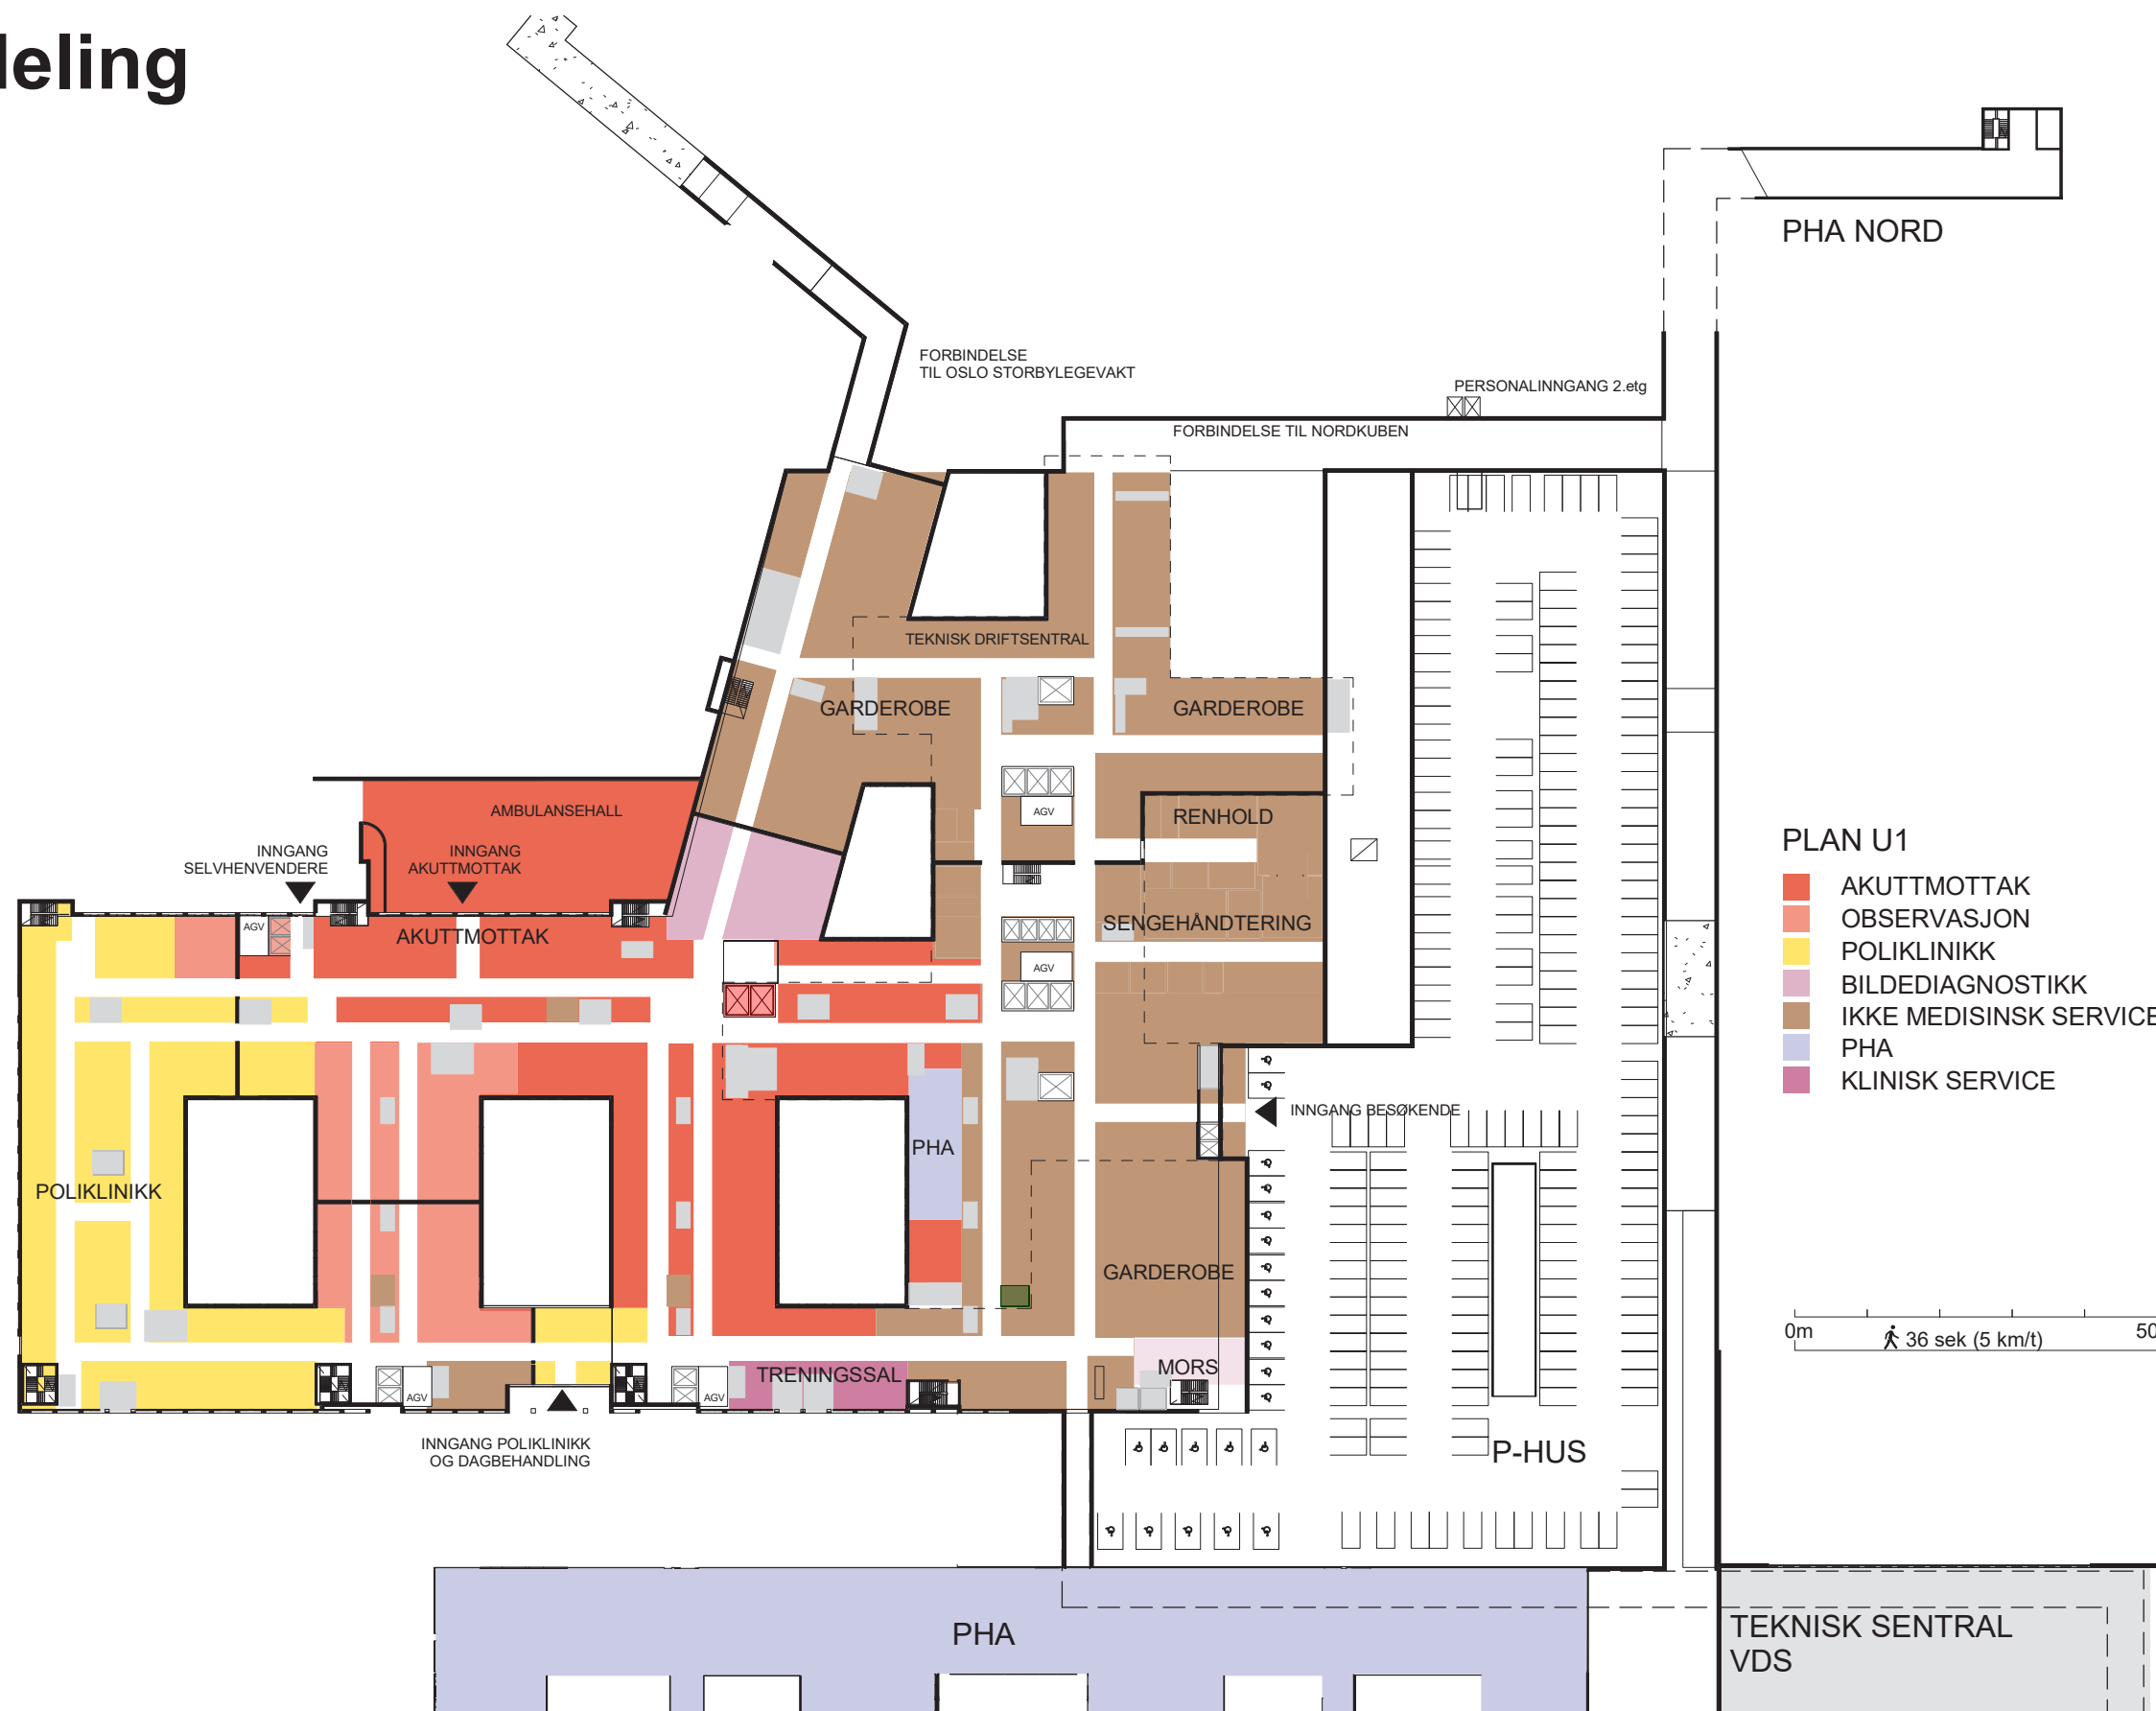 deling
PHA NORD
FORBINDELSE
TIL OSLO STORBYLEGEVAKT
PERSONALINNGANG 2.etg
FORBINDELSE TIL NORDKUBEN
TEKNISK DRIFTSENTRAL
GARDEROBE
GARDEROBE
AMBULANSEHALL
AGV
RENHOLD
INNGANG
SELVHENVENDERE
INNGANG
AKUTTMOTTAK
PLAN U1
AKUTTMOTTAK
OBSERVASJON
POLIKLINIKK
BILDEDIAGNOSTIKK
IKKE MEDISINSK SERVICE
PHA
KLINISK SERVICE
AGV
AKUTTMOTTAK
SENGEHÅNDTERING
AGV
INNGANG BESØKENDE
PHA
POLIKLINIKK
GARDEROBE
0m
36 sek (5 km/t)
50
TRENINGSSAL
MORS
AGV
AGV
INNGANG POLIKLINIKK
OG DAGBEHANDLING
P-HUS
PHA
TEKNISK SENTRAL
VDS